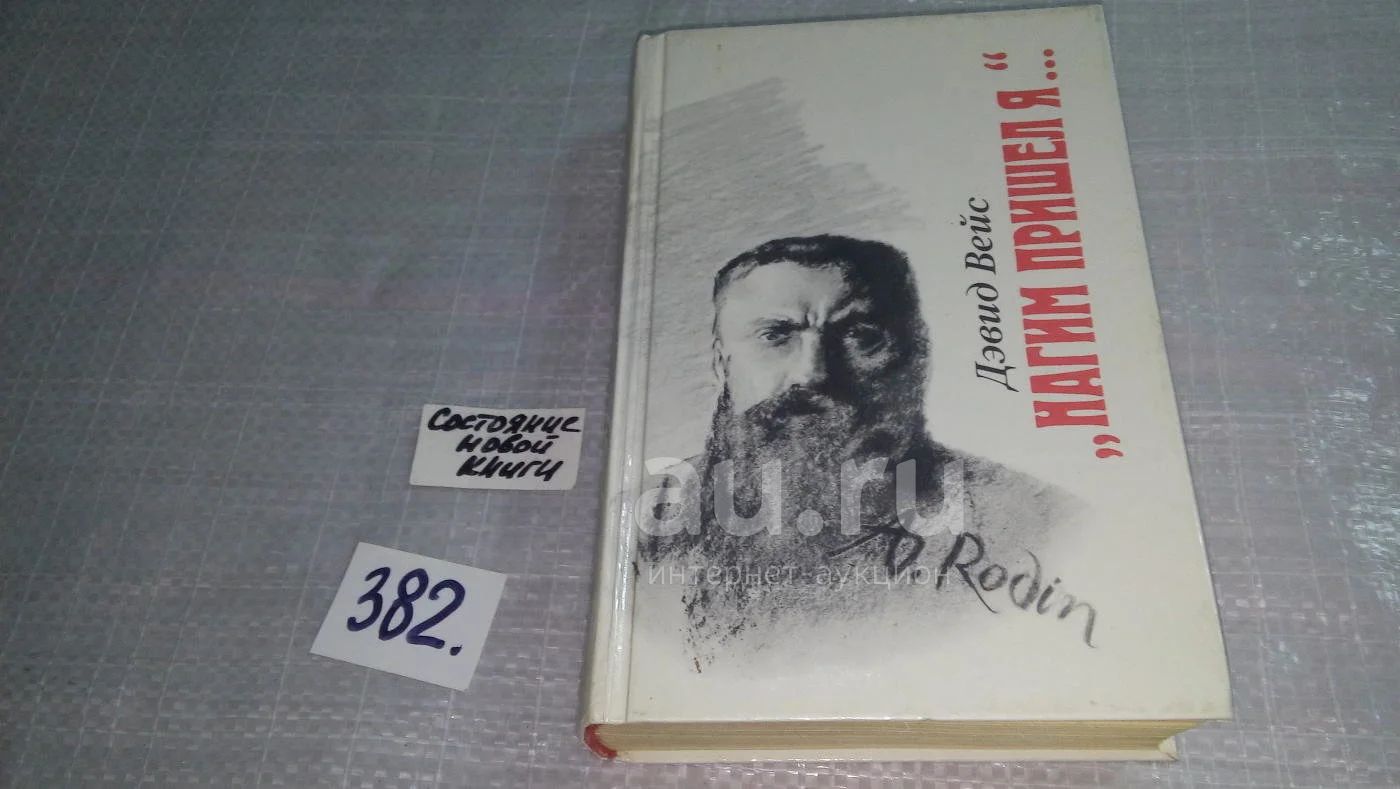 Дэвид Вейс
„НАГИМ ПРИШЕЛ Я...“
Rodin
Состояние
новой
книги
382.
au.ru
интернет-аукцион